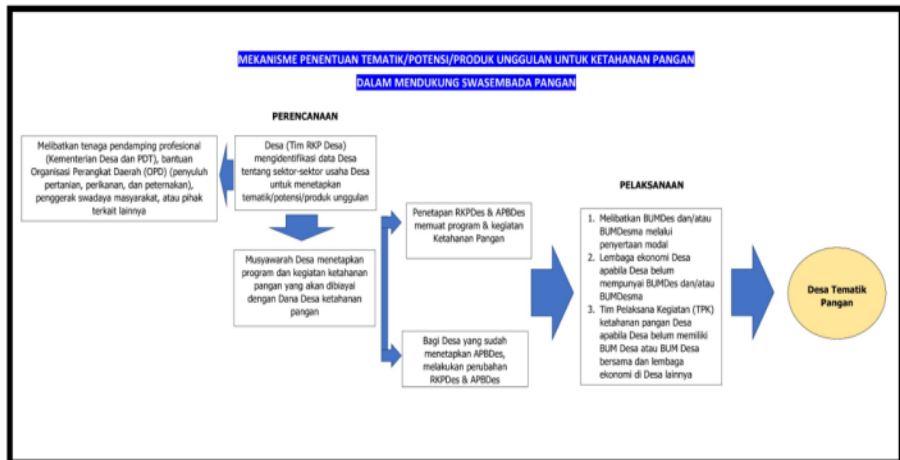 MEKANISME PENENTUAN TEMATIK/POTENSI/PRODUK UNGGULAN UNTUK KETAHANAN PANGAN
DALAM MENDUKUNG SWASEMBADA PANGAN
PERENCANAAN
Melibatkan tenaga pendamping profesional
(Kementerian Desa dan PDT), bantuan
Organisasi Perangkat Daerah (OPD) (penyuluh
pertanian, perikanan, dan peternakan),
penggerak swadaya masyarakat, atau pihak
terkait lainnya
Desa (Tim RKP Desa)
mengidentifikasi data Desa
tentang sektor-sektor usaha Desa
untuk menetapkan
tematik/potensi/produk unggulan
Musyawarah Desa menetapkan
program dan kegiatan ketahanan
pangan yang akan dibiayai
dengan Dana Desa ketahanan
pangan
Penetapan RKPDes & APBDes
memuat program & kegiatan
Ketahanan Pangan
Bagi Desa yang sudah
menetapkan APBDes,
melakukan perubahan
RKPDes & APBDes
PELAKSANAAN
1. Melibatkan BUMDes dan/atau
BUMDesma melalui
penyertaan modal
2. Lembaga ekonomi Desa
apabila Desa belum
mempunyai BUMDes dan/atau
BUMDesma
3. Tim Pelaksana Kegiatan (TPK)
ketahanan pangan Desa
apabila Desa belum memiliki
BUM Desa atau BUM Desa
bersama dan lembaga
ekonomi di Desa lainnya
Desa Tematik
Pangan